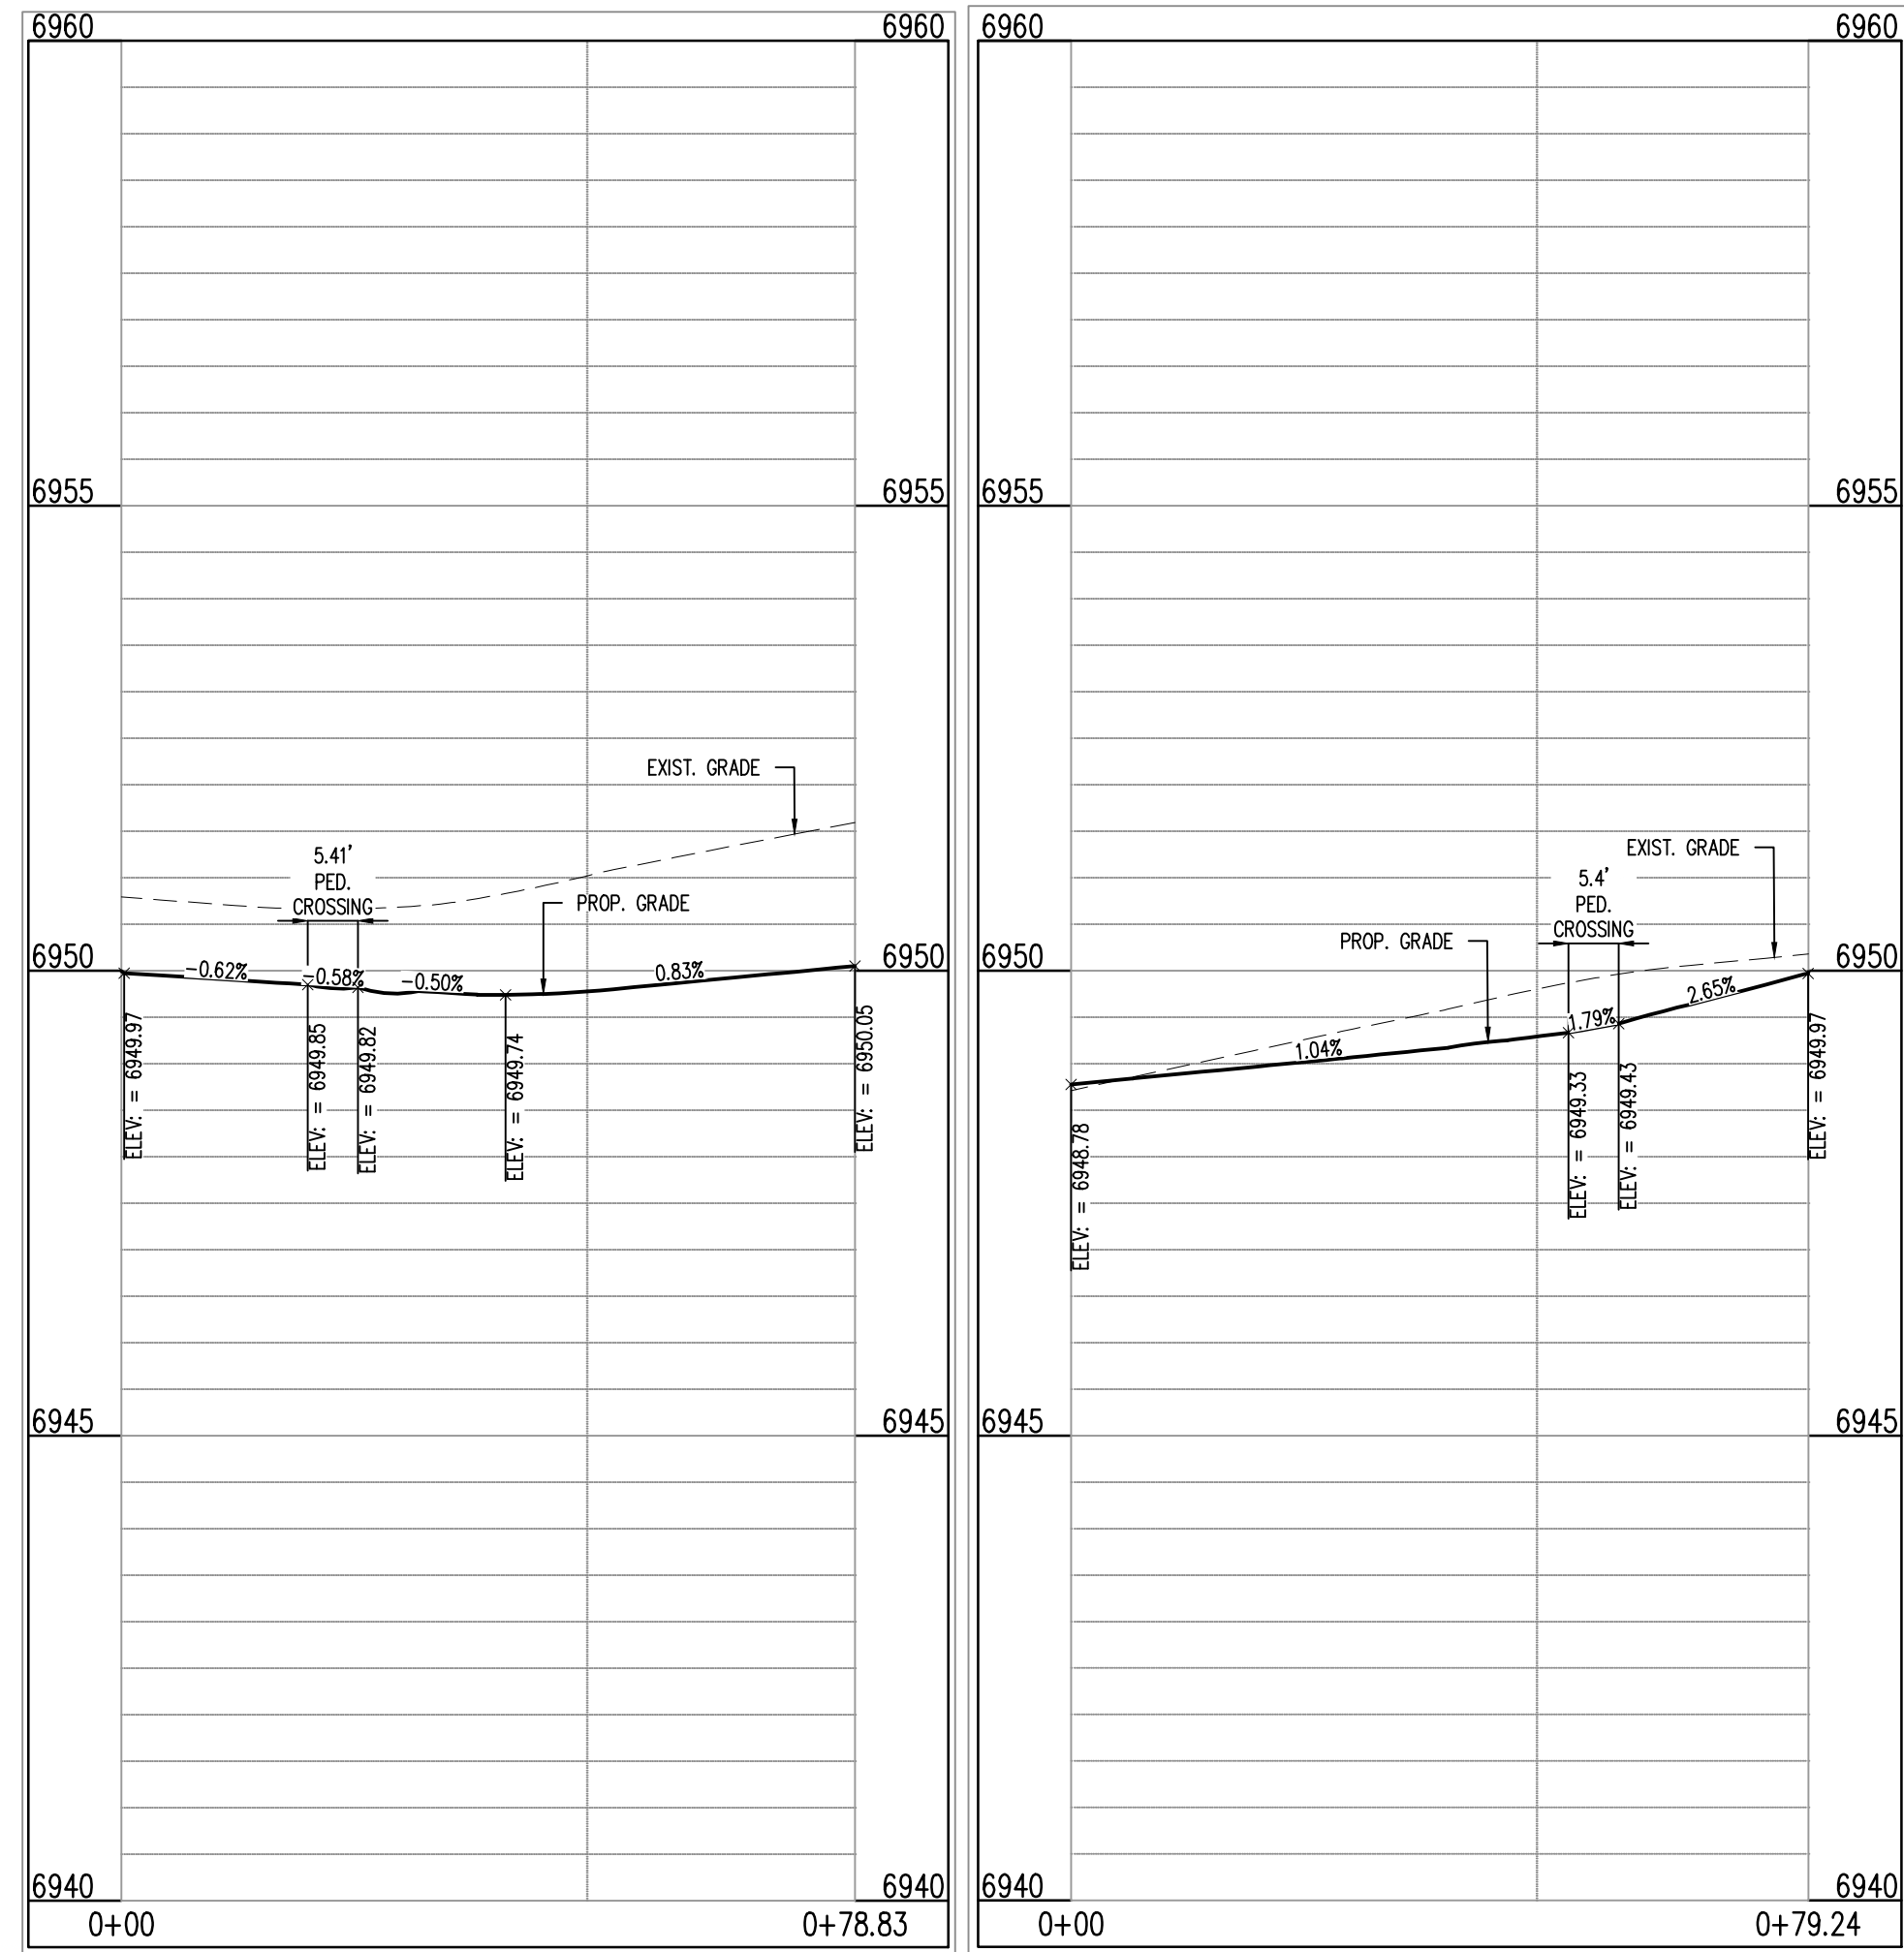 6960
6960
6955
6955
EXIST. GRADE
5.41'
PED.
CROSSING
PROP. GRADE
6950
6950
-0.62%
-0.58%
-0.50%
0.83%
ELEV: = 6949.97
ELEV: = 6949.85
ELEV: = 6949.82
ELEV: = 6949.74
ELEV: = 6950.05
6945
6945
6940
6940
0+00
0+78.83
6960
6960
6955
6955
EXIST. GRADE
5.4'
PED.
CROSSING
PROP. GRADE
6950
6950
1.04%
1.79%
2.65%
ELEV: = 6948.78
ELEV: = 6949.33
ELEV: = 6949.43
ELEV: = 6949.97
6945
6945
6940
6940
0+00
0+79.24